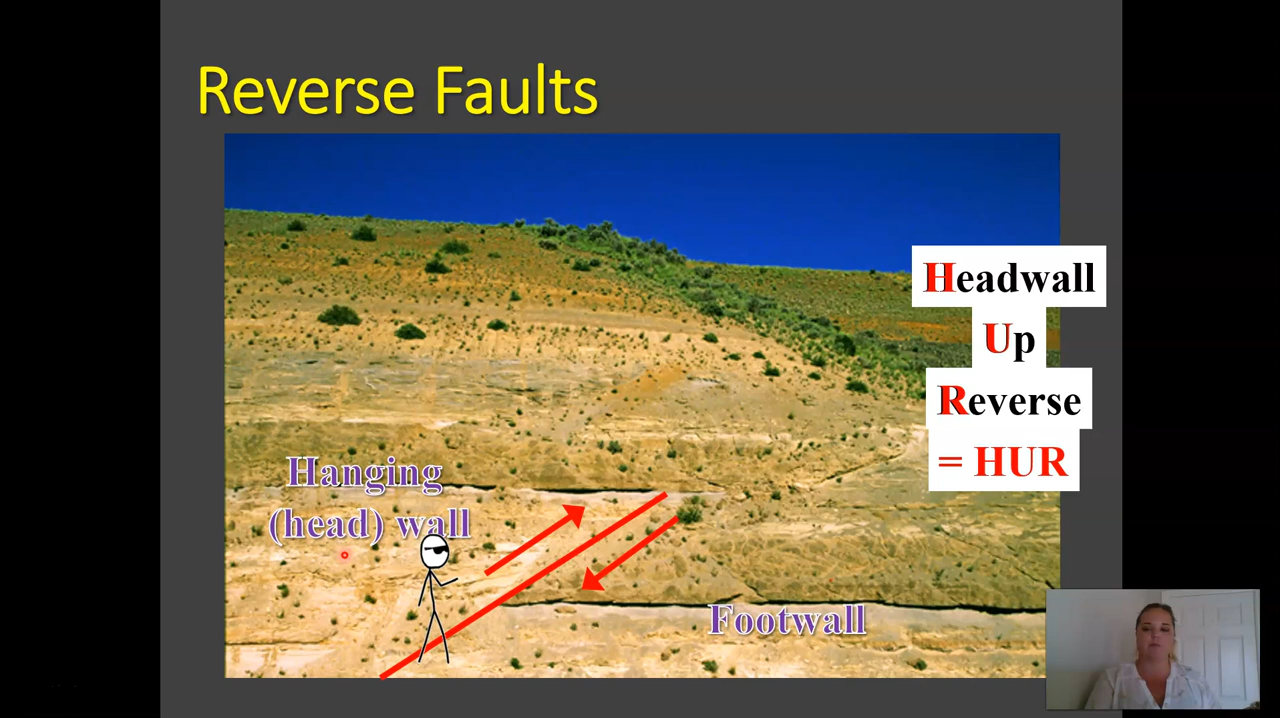 Reverse Faults
Headwall
Up
Reverse
= HUR
Hanging
(head) wall
Footwall